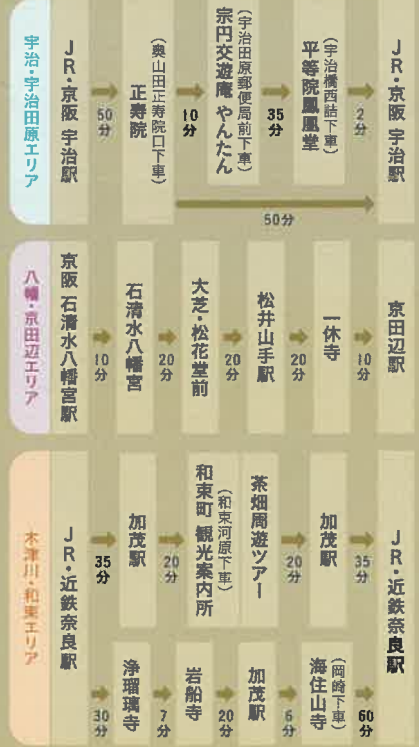 宇治・宇治田原エリア
JR・京阪 宇治駅
50分
正寿院
(奥山田正寿院口下車)
10分
宗円交遊庵 やんたん
(宇治田原郵便局前下車)
35分
平等院鳳凰堂
(宇治橋西詰下車)
2分
JR・京阪 宇治駅
50分
八幡・京田辺エリア
京阪 石清水八幡宮駅
10分
石清水八幡宮
20分
大芝・松花堂前
20分
松井山手駅
20分
一休寺
10分
京田辺駅
木津川・和束エリア
JR・近鉄奈良駅
35分
加茂駅
20分
和束町 観光案内所
(和束河原下車)
茶畑周遊ツアー
20分
加茂駅
35分
JR・近鉄奈良駅
30分
浄瑠璃寺
7分
岩船寺
20分
加茂駅
6分
海住山寺
(岡崎下車)
60分